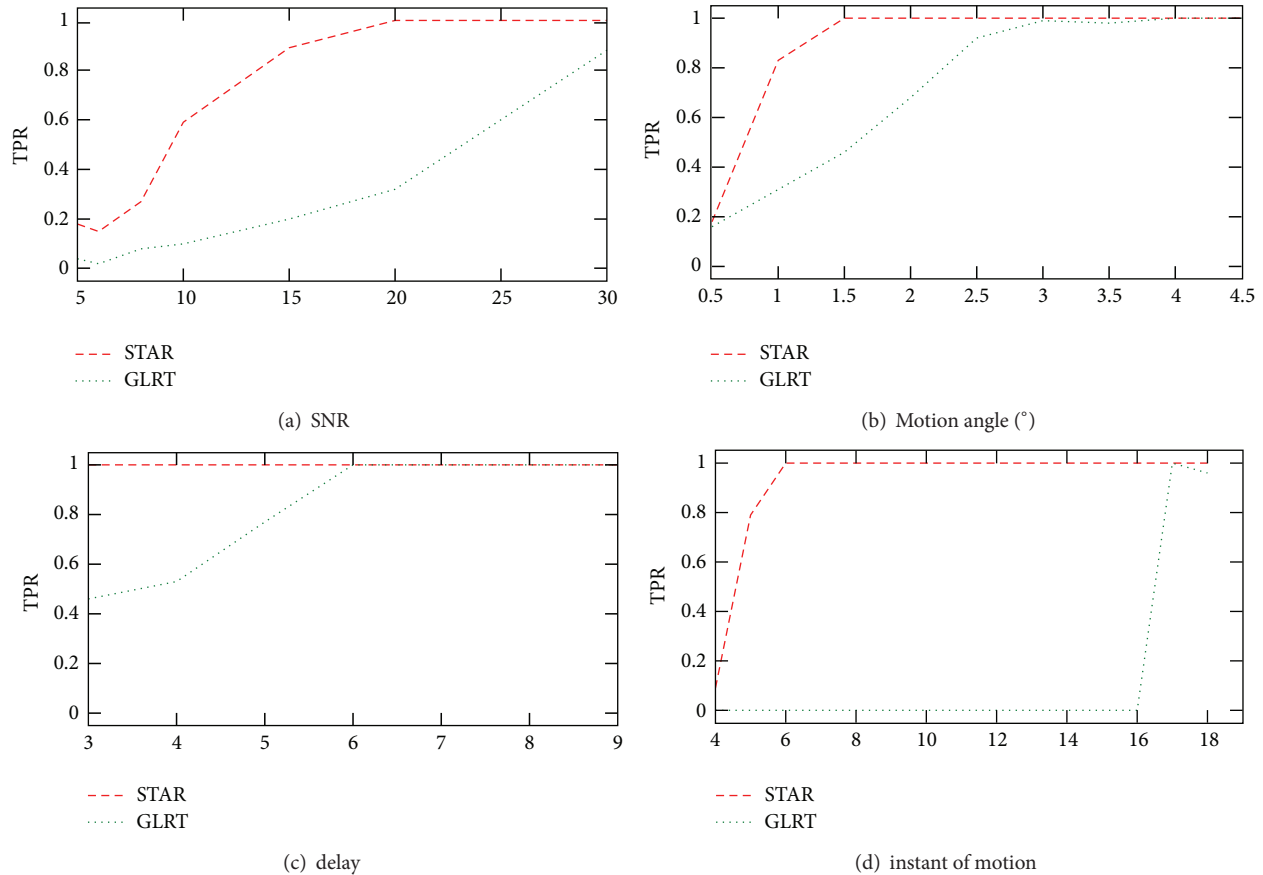 1
0.8
0.6
0.4
0.2
0
TPR
5 10 15 20 25 30
STAR
GLRT
(a) SNR
1
0.8
0.6
0.4
0.2
0
TPR
0.5 1 1.5 2 2.5 3 3.5 4 4.5
STAR
GLRT
(b) Motion angle (°)
1
0.8
0.6
0.4
0.2
0
TPR
3 4 5 6 7 8 9
STAR
GLRT
(c) delay
1
0.8
0.6
0.4
0.2
0
TPR
4 6 8 10 12 14 16 18
STAR
GLRT
(d) instant of motion